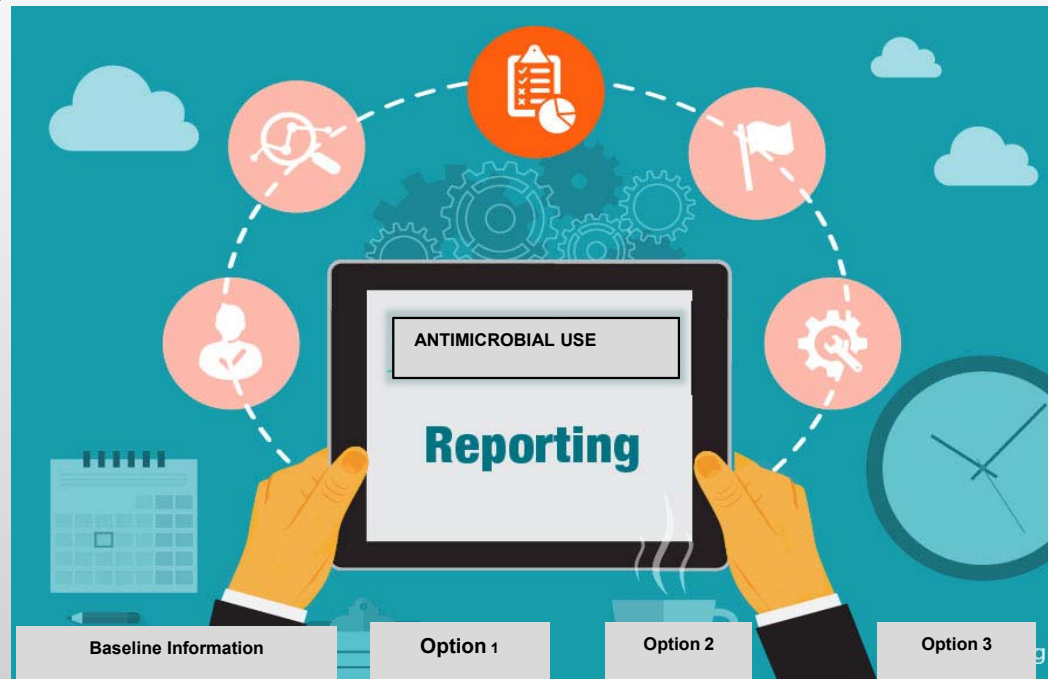 ANTIMICROBIAL USE
Reporting
Baseline Information
Option 1
Option 2
Option 3
g